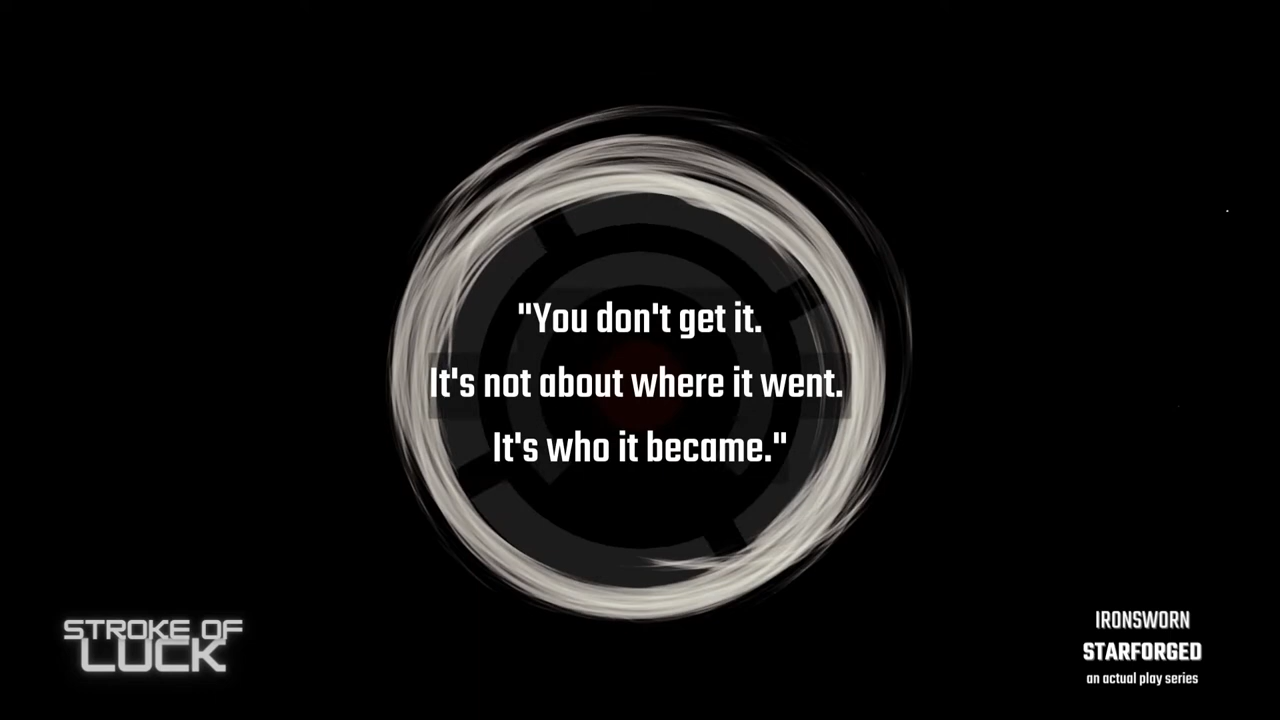 "You don't get it.
It's not about where it went.
It's who it became."
STROKE OF
LUCK
IRONSWORN
STARFORGED
an actual play series